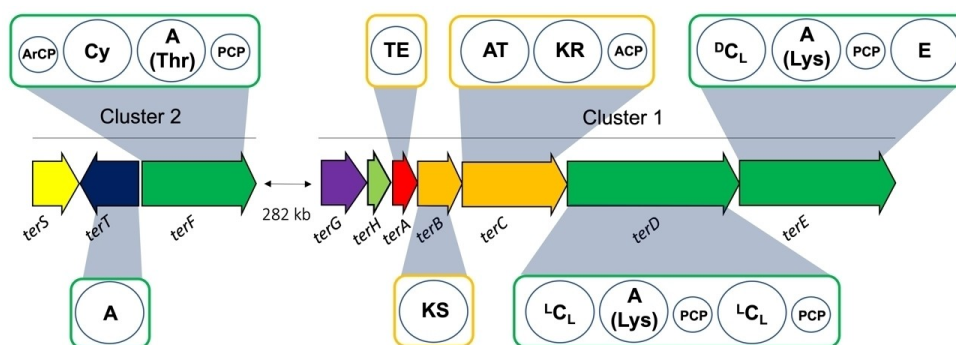 ArCP Cy A (Thr) PCP
TE
AT KR ACP
ᴰCL A (Lys) PCP E
Cluster 2
Cluster 1
terS terT terF
282 kb
terG terH terA terB terC terD terE
A
KS
ᴸCL A (Lys) PCP ᴸCL PCP